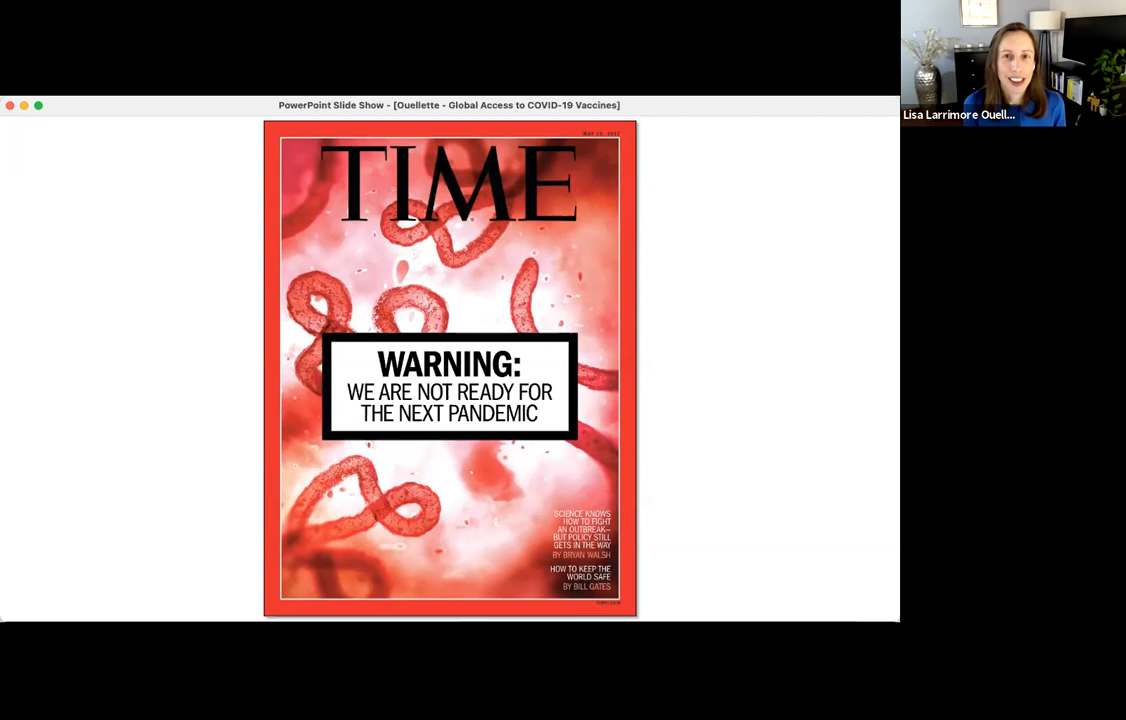 PowerPoint Slide Show - [Ouellette - Global Access to COVID-19 Vaccines]
Lisa Larrimore Ouell...
TIME
WARNING:
WE ARE NOT READY FOR
THE NEXT PANDEMIC
SCIENCE KNOWS
HOW TO FIGHT
AN OUTBREAK—
BUT POLICY STILL
GETS IN THE WAY
BY BRYAN WALSH
HOW TO KEEP THE
WORLD SAFE
BY BILL GATES